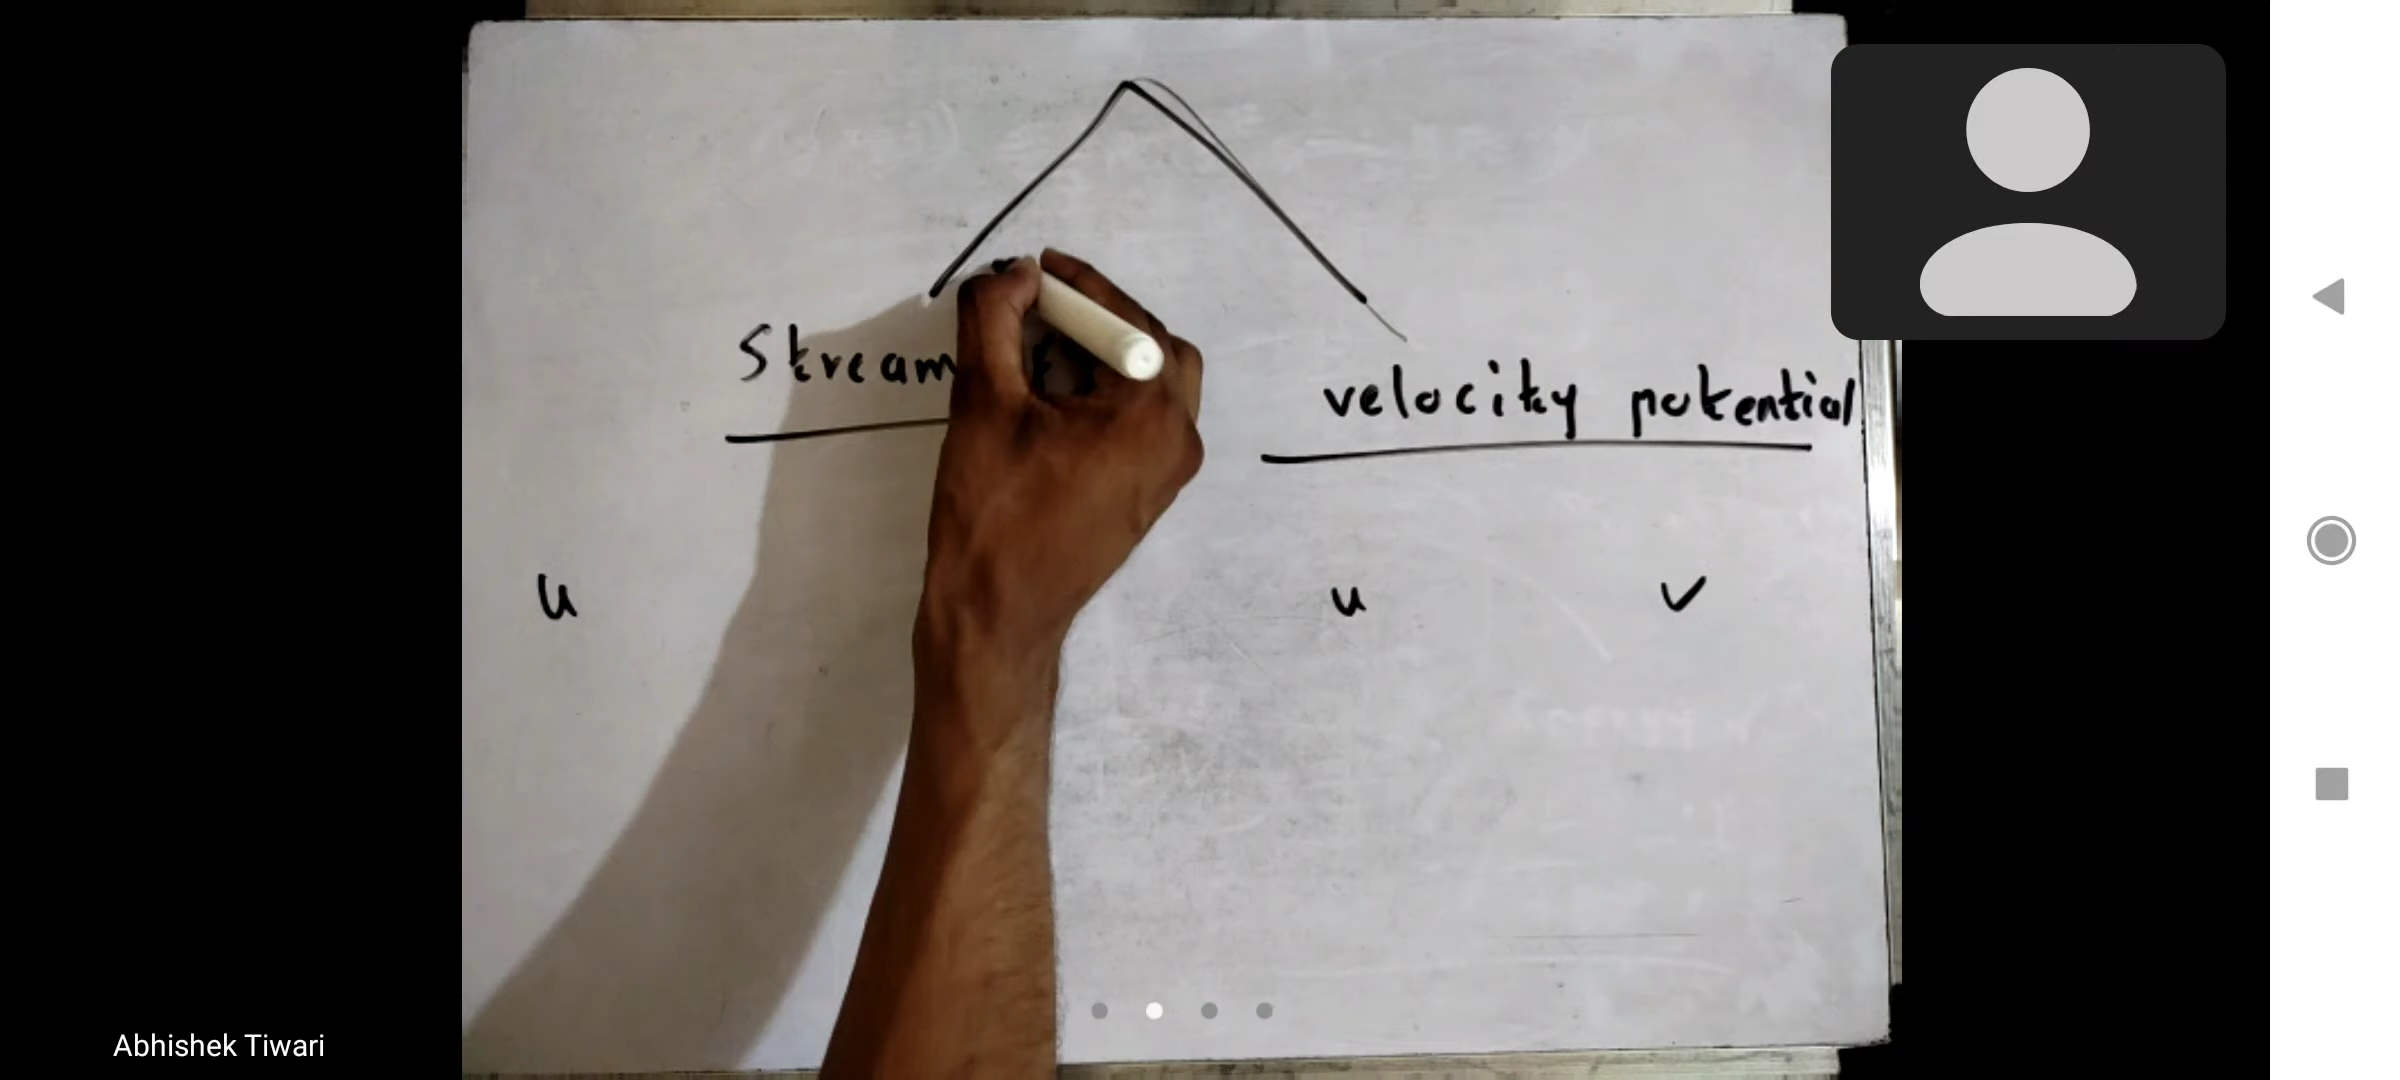 Stream
velocity potential
u u v
Abhishek Tiwari